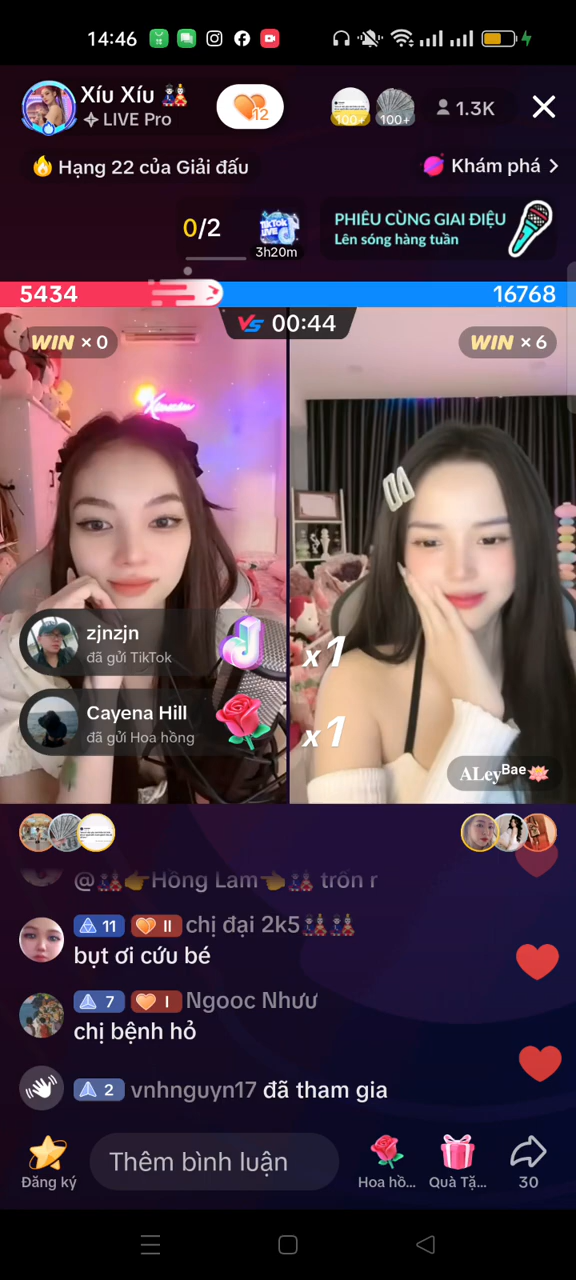 14:46
Xíu Xíu 🎎
LIVE Pro
12
100+
100+
1.3K
Hạng 22 của Giải đấu
Khám phá
0/2
TIKTOK LIVE
3h20m
PHIÊU CÙNG GIAI ĐIỆU
Lên sóng hàng tuần
5434
16768
VS 00:44
WIN × 0
WIN × 6
zjnzjn
đã gửi TikTok
x1
Cayena Hill
đã gửi Hoa hồng
x1
ALeyBae🪷
@🎎👉Hồng Lam👈🎎 trốn r
11 II chị đại 2k5🎎🎎
bụt ơi cứu bé
7 I Ngooc Nhưư
chị bệnh hỏ
2 vnhnguyn17 đã tham gia
Đăng ký
Thêm bình luận
Hoa hồ...
Quà Tặ...
30